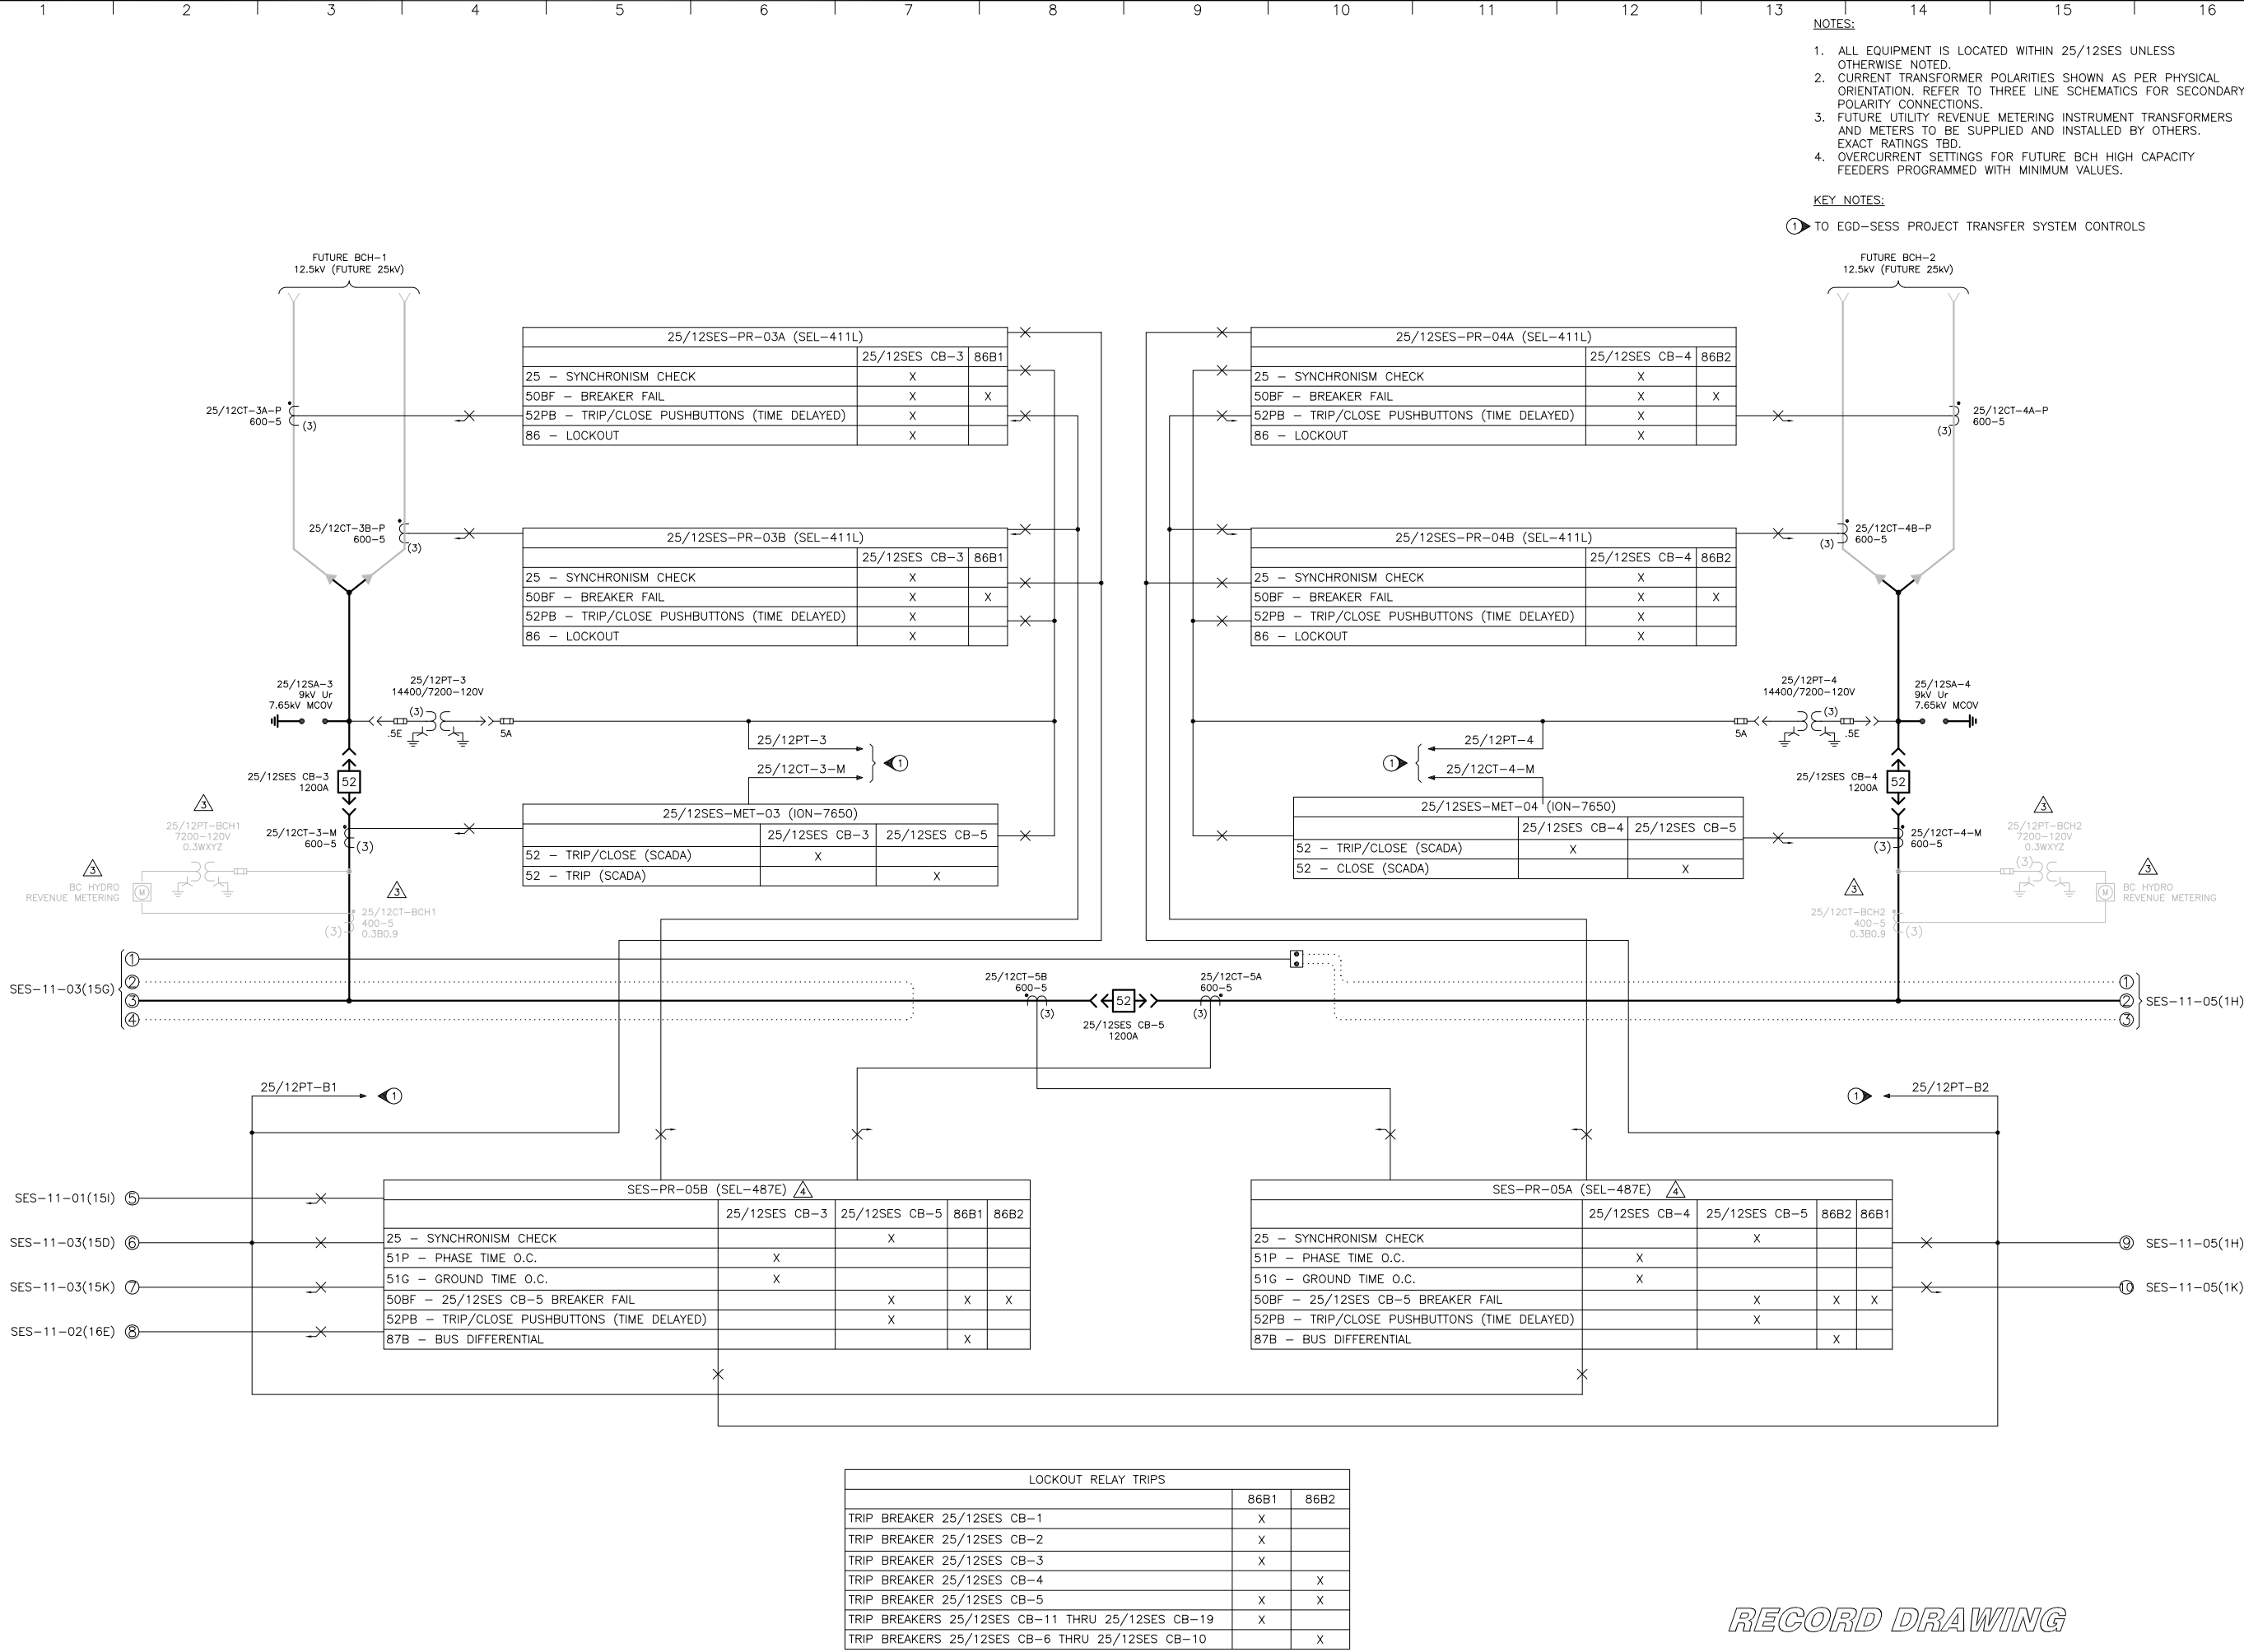 1 2 3 4 5 6 7 8 9 10 11 12 13 14 15 16
NOTES:
1. ALL EQUIPMENT IS LOCATED WITHIN 25/12SES UNLESS
OTHERWISE NOTED.
2. CURRENT TRANSFORMER POLARITIES SHOWN AS PER PHYSICAL
ORIENTATION. REFER TO THREE LINE SCHEMATICS FOR SECONDARY
POLARITY CONNECTIONS.
3. FUTURE UTILITY REVENUE METERING INSTRUMENT TRANSFORMERS
AND METERS TO BE SUPPLIED AND INSTALLED BY OTHERS.
EXACT RATINGS TBD.
4. OVERCURRENT SETTINGS FOR FUTURE BCH HIGH CAPACITY
FEEDERS PROGRAMMED WITH MINIMUM VALUES.
KEY NOTES:
1 TO EGD-SESS PROJECT TRANSFER SYSTEM CONTROLS
FUTURE BCH-1
12.5kV (FUTURE 25kV)
FUTURE BCH-2
12.5kV (FUTURE 25kV)
25/12SES-PR-03A (SEL-411L)
25/12SES CB-3 86B1
25 - SYNCHRONISM CHECK X
50BF - BREAKER FAIL X X
52PB - TRIP/CLOSE PUSHBUTTONS (TIME DELAYED) X
86 - LOCKOUT X
25/12SES-PR-04A (SEL-411L)
25/12SES CB-4 86B2
25 - SYNCHRONISM CHECK X
50BF - BREAKER FAIL X X
52PB - TRIP/CLOSE PUSHBUTTONS (TIME DELAYED) X
86 - LOCKOUT X
25/12CT-3A-P
600-5
(3)
25/12CT-4A-P
600-5
(3)
25/12CT-3B-P
600-5
(3)
25/12SES-PR-03B (SEL-411L)
25/12SES CB-3 86B1
25 - SYNCHRONISM CHECK X
50BF - BREAKER FAIL X X
52PB - TRIP/CLOSE PUSHBUTTONS (TIME DELAYED) X
86 - LOCKOUT X
25/12SES-PR-04B (SEL-411L)
25/12SES CB-4 86B2
25 - SYNCHRONISM CHECK X
50BF - BREAKER FAIL X X
52PB - TRIP/CLOSE PUSHBUTTONS (TIME DELAYED) X
86 - LOCKOUT X
25/12CT-4B-P
600-5
(3)
25/12SA-3
9kV Ur
7.65kV MCOV
25/12PT-3
14400/7200-120V
(3)
.5E
5A
25/12PT-3
25/12CT-3-M
1
25/12PT-4
14400/7200-120V
(3)
5A
.5E
25/12SA-4
9kV Ur
7.65kV MCOV
25/12PT-4
25/12CT-4-M
1
25/12SES CB-3
1200A
52
25/12SES CB-4
1200A
52
25/12CT-3-M
600-5
(3)
25/12SES-MET-03 (ION-7650)
25/12SES CB-3 25/12SES CB-5
52 - TRIP/CLOSE (SCADA) X
52 - TRIP (SCADA) X
25/12SES-MET-04 (ION-7650)
25/12SES CB-4 25/12SES CB-5
52 - TRIP/CLOSE (SCADA) X
52 - CLOSE (SCADA) X
25/12CT-4-M
600-5
(3)
3
25/12PT-BCH1
7200-120V
0.3WXYZ
3
BC HYDRO
REVENUE METERING
M
3
25/12CT-BCH1
400-5
0.3B0.9
(3)
3
25/12PT-BCH2
7200-120V
0.3WXYZ
(3)
3
BC HYDRO
REVENUE METERING
M
3
25/12CT-BCH2
400-5
0.3B0.9
(3)
SES-11-03(15G)
1
2
3
4
25/12CT-5B
600-5
(3)
52
25/12SES CB-5
1200A
25/12CT-5A
600-5
(3)
1
2
3
SES-11-05(1H)
25/12PT-B1
1
1
25/12PT-B2
SES-11-01(15I) 5
SES-11-03(15D) 6
SES-11-03(15K) 7
SES-11-02(16E) 8
SES-PR-05B (SEL-487E) 4
25/12SES CB-3 25/12SES CB-5 86B1 86B2
25 - SYNCHRONISM CHECK X
51P - PHASE TIME O.C. X
51G - GROUND TIME O.C. X
50BF - 25/12SES CB-5 BREAKER FAIL X X X
52PB - TRIP/CLOSE PUSHBUTTONS (TIME DELAYED) X
87B - BUS DIFFERENTIAL X
SES-PR-05A (SEL-487E) 4
25/12SES CB-4 25/12SES CB-5 86B2 86B1
25 - SYNCHRONISM CHECK X
51P - PHASE TIME O.C. X
51G - GROUND TIME O.C. X
50BF - 25/12SES CB-5 BREAKER FAIL X X X
52PB - TRIP/CLOSE PUSHBUTTONS (TIME DELAYED) X
87B - BUS DIFFERENTIAL X
9 SES-11-05(1H)
10 SES-11-05(1K)
LOCKOUT RELAY TRIPS
86B1 86B2
TRIP BREAKER 25/12SES CB-1 X
TRIP BREAKER 25/12SES CB-2 X
TRIP BREAKER 25/12SES CB-3 X
TRIP BREAKER 25/12SES CB-4 X
TRIP BREAKER 25/12SES CB-5 X X
TRIP BREAKERS 25/12SES CB-11 THRU 25/12SES CB-19 X
TRIP BREAKERS 25/12SES CB-6 THRU 25/12SES CB-10 X
RECORD DRAWING